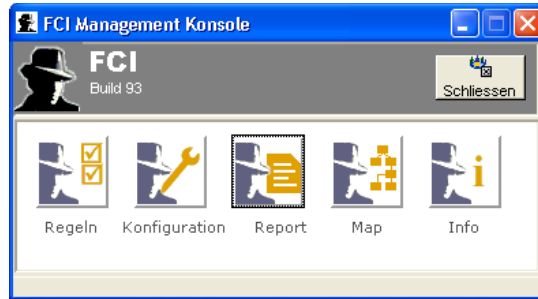 FCI Management Konsole
FCI
Build 93
Schliessen
Regeln Konfiguration Report Map Info